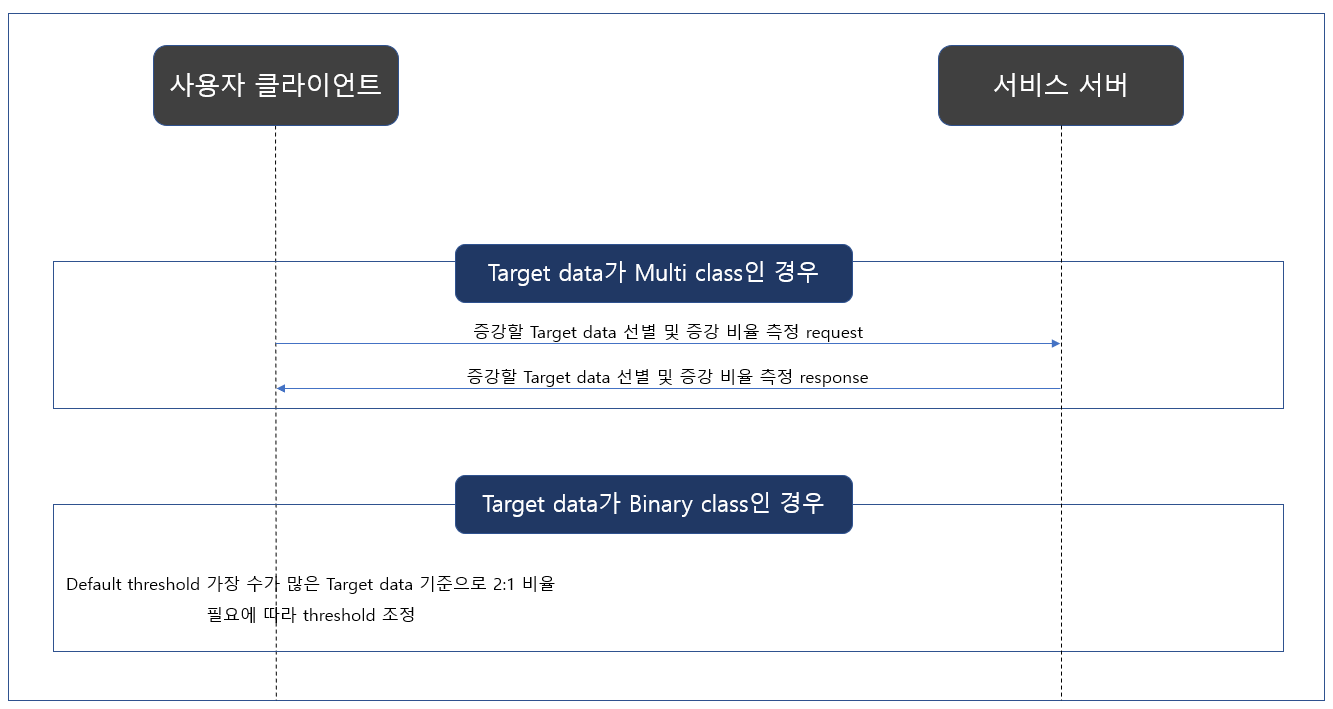 사용자 클라이언트
서비스 서버
Target data가 Multi class인 경우
증강할 Target data 선별 및 증강 비율 측정 request
증강할 Target data 선별 및 증강 비율 측정 response
Target data가 Binary class인 경우
Default threshold 가장 수가 많은 Target data 기준으로 2:1 비율
필요에 따라 threshold 조정